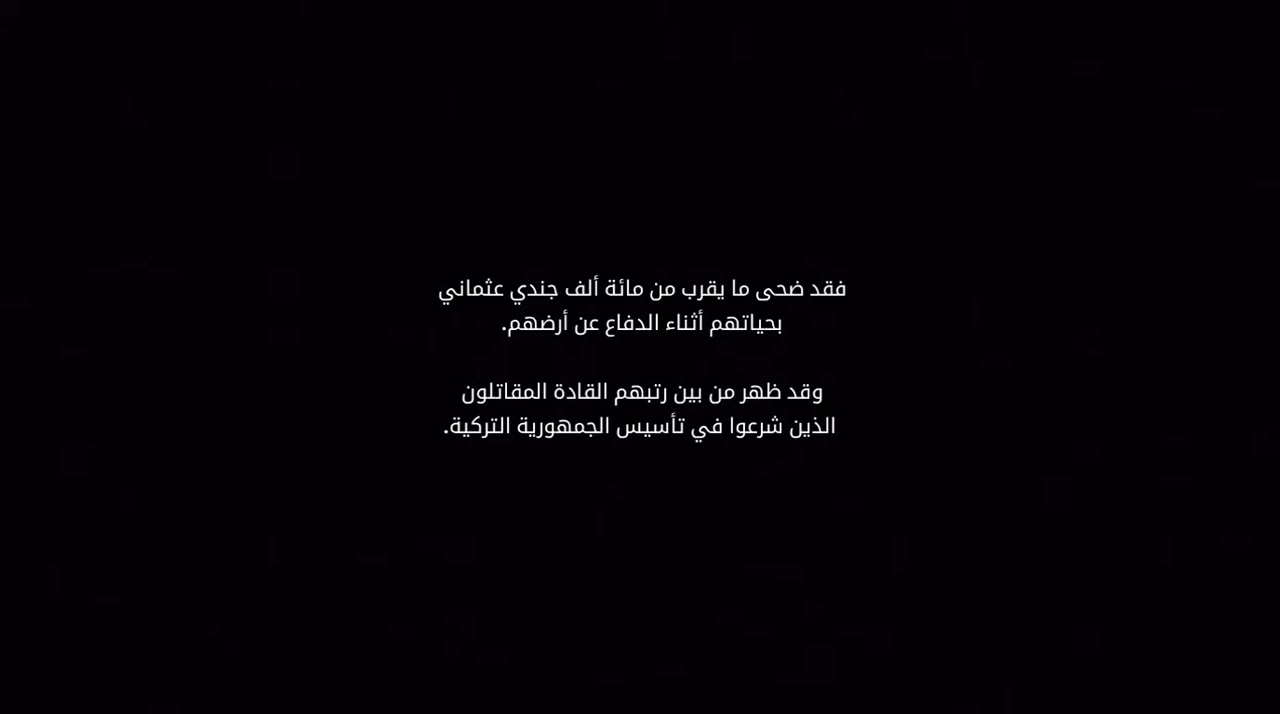 فقد ضحى ما يقرب من مائة ألف جندي عثماني
بحياتهم أثناء الدفاع عن أرضهم.
وقد ظهر من بين رتبهم القادة المقاتلون
الذين شرعوا في تأسيس الجمهورية التركية.